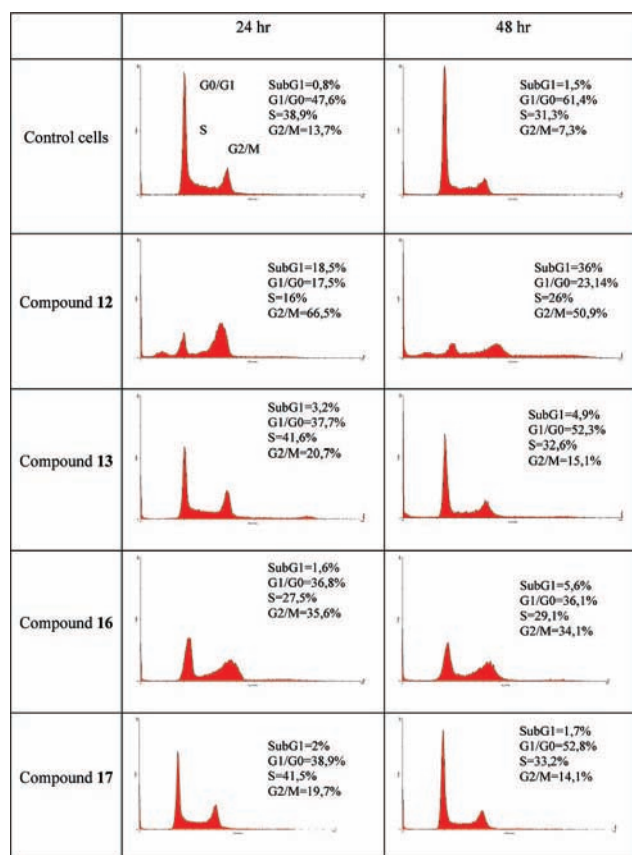 24 hr
48 hr
Control cells
G0/G1
S
G2/M
SubG1=0,8%
G1/G0=47,6%
S=38,9%
G2/M=13,7%
SubG1=1,5%
G1/G0=61,4%
S=31,3%
G2/M=7,3%
Compound 12
SubG1=18,5%
G1/G0=17,5%
S=16%
G2/M=66,5%
SubG1=36%
G1/G0=23,14%
S=26%
G2/M=50,9%
Compound 13
SubG1=3,2%
G1/G0=37,7%
S=41,6%
G2/M=20,7%
SubG1=4,9%
G1/G0=52,3%
S=32,6%
G2/M=15,1%
Compound 16
SubG1=1,6%
G1/G0=36,8%
S=27,5%
G2/M=35,6%
SubG1=5,6%
G1/G0=36,1%
S=29,1%
G2/M=34,1%
Compound 17
SubG1=2%
G1/G0=38,9%
S=41,5%
G2/M=19,7%
SubG1=1,7%
G1/G0=52,8%
S=33,2%
G2/M=14,1%